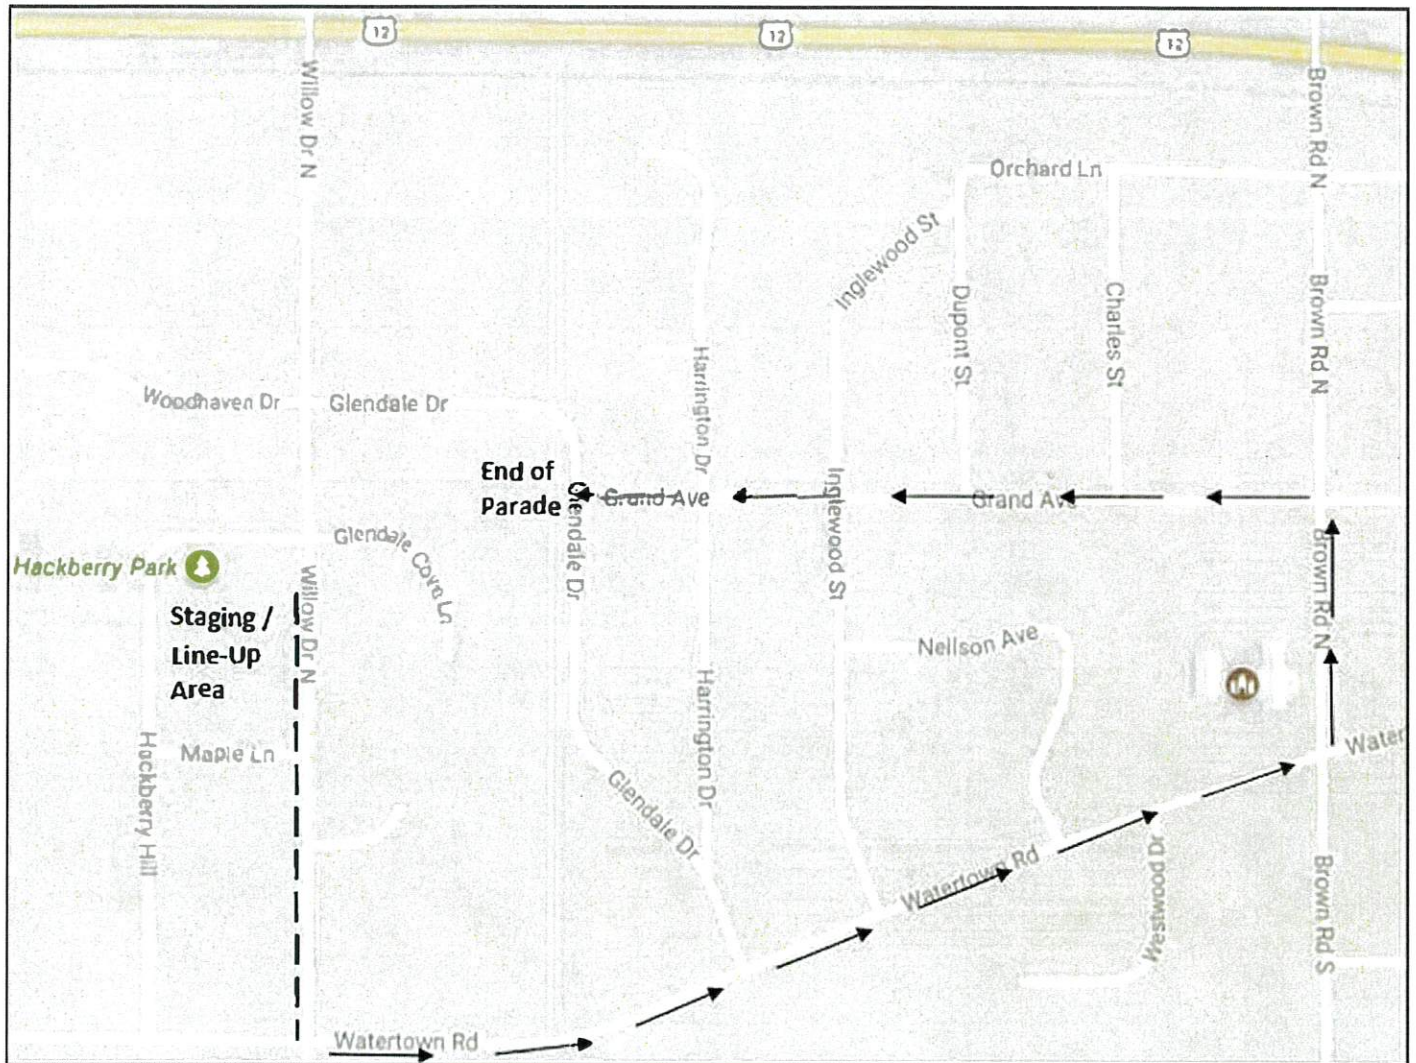 12
12
12
Willow Dr N
Brown Rd N
Orchard Ln
Inglewood St
Dupont St
Charles St
Brown Rd N
Harrington Dr
Woodhaven Dr
Glendale Dr
End of
Parade
Grand Ave
Grand Ave
Glendale Dr
Inglewood St
Glendale Cove Ln
Brown Rd N
Hackberry Park
Staging /
Line-Up
Area
Willow Dr N
Nellson Ave
Harrington Dr
Maple Ln
Hackberry Hill
Water
Glendale Dr
Watertown Rd
Westwood Dr
Brown Rd S
Watertown Rd